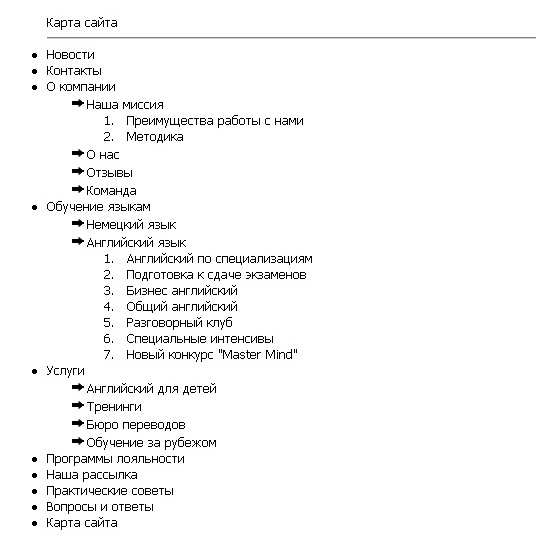 Карта сайта
• Новости
• Контакты
• О компании
➡Наша миссия
1. Преимущества работы с нами
2. Методика
➡О нас
➡Отзывы
➡Команда
• Обучение языкам
➡Немецкий язык
➡Английский язык
1. Английский по специализациям
2. Подготовка к сдаче экзаменов
3. Бизнес английский
4. Общий английский
5. Разговорный клуб
6. Специальные интенсивы
7. Новый конкурс "Master Mind"
• Услуги
➡Английский для детей
➡Тренинги
➡Бюро переводов
➡Обучение за рубежом
• Программы лояльности
• Наша рассылка
• Практические советы
• Вопросы и ответы
• Карта сайта